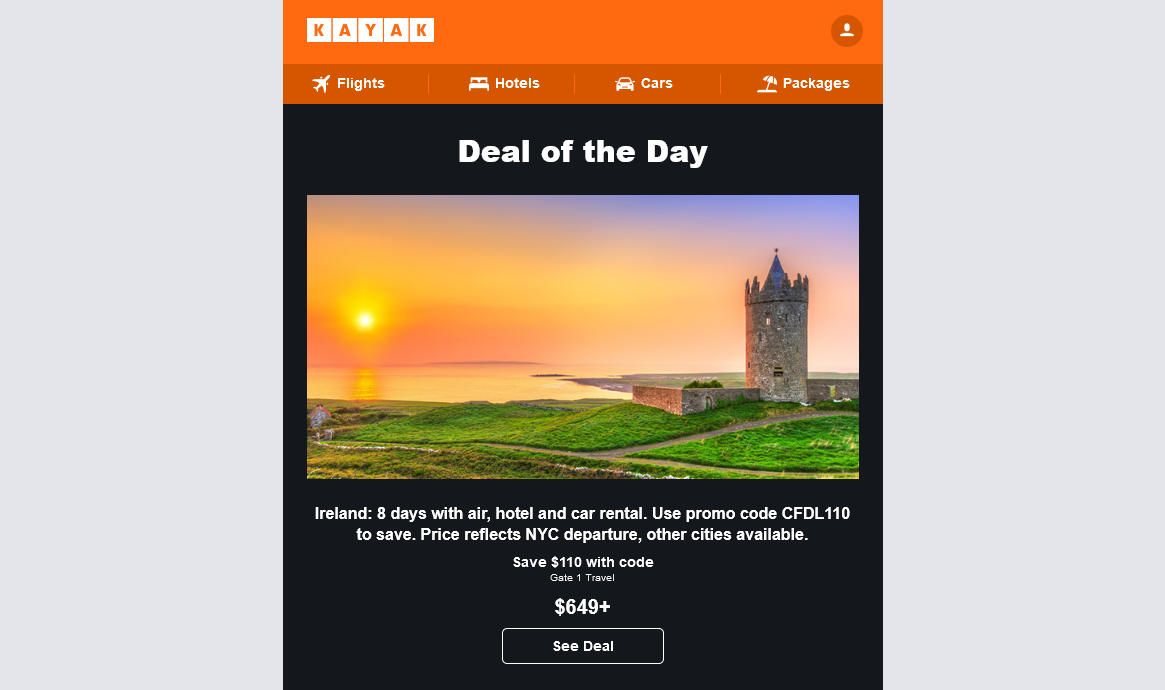 KAYAK
Flights
Hotels
Cars
Packages
Deal of the Day
Ireland: 8 days with air, hotel and car rental. Use promo code CFDL110
to save. Price reflects NYC departure, other cities available.
Save $110 with code
Gate 1 Travel
$649+
See Deal